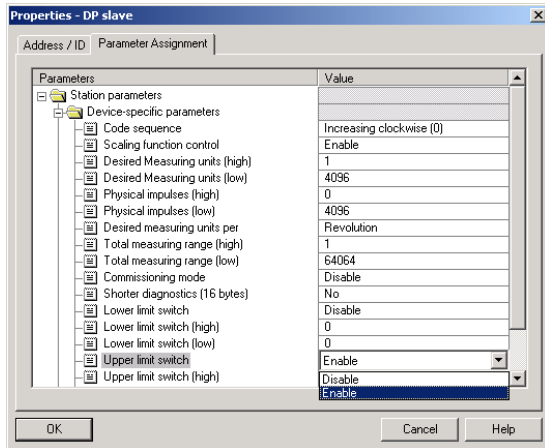 Properties - DP slave
Address / ID Parameter Assignment
Parameters Value
Station parameters
Device-specific parameters
Code sequence Increasing clockwise (0)
Scaling function control Enable
Desired Measuring units (high) 1
Desired Measuring units (low) 4096
Physical impulses (high) 0
Physical impulses (low) 4096
Desired measuring units per Revolution
Total measuring range (high) 1
Total measuring range (low) 64064
Commissioning mode Disable
Shorter diagnostics (16 bytes) No
Lower limit switch Disable
Lower limit switch (high) 0
Lower limit switch (low) 0
Upper limit switch Enable
Upper limit switch (high) Disable
Enable
OK Cancel Help